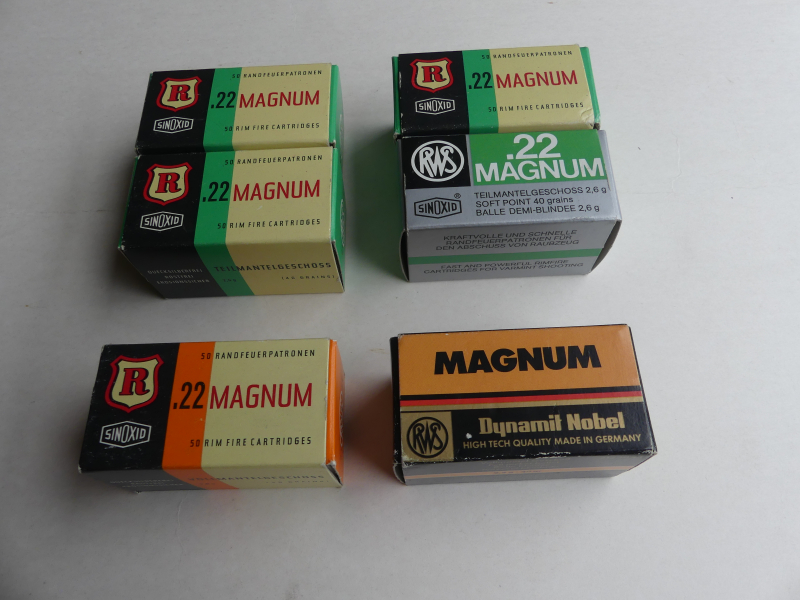 R
50 RANDFEUERPATRONEN
.22 MAGNUM
SINOXID
50 RIM FIRE CARTRIDGES
R
50 RANDFEUERPATRONEN
.22 MAGNUM
SINOXID
50 RIM FIRE CARTRIDGES
TEILMANTELGESCHOSS
R
50 RANDFEUERPATRONEN
.22 MAGNUM
SINOXID
50 RIM FIRE CARTRIDGES
RWS
.22
MAGNUM
SINOXID ®
TEILMANTELGESCHOSS 2,6 g
SOFT POINT 40 grains
BALLE DEMI-BLINDEE 2,6 g
KRAFTVOLLE UND SCHNELLE
RANDFEUERPATRONEN FÜR
DEN ABSCHUSS VON RAUBZEUG
FAST AND POWERFUL RIMFIRE
CARTRIDGES FOR VARMINT SHOOTING
R
50 RANDFEUERPATRONEN
.22 MAGNUM
SINOXID
50 RIM FIRE CARTRIDGES
TEILMANTELGESCHOSS
MAGNUM
RWS
Dynamit Nobel
HIGH TECH QUALITY MADE IN GERMANY